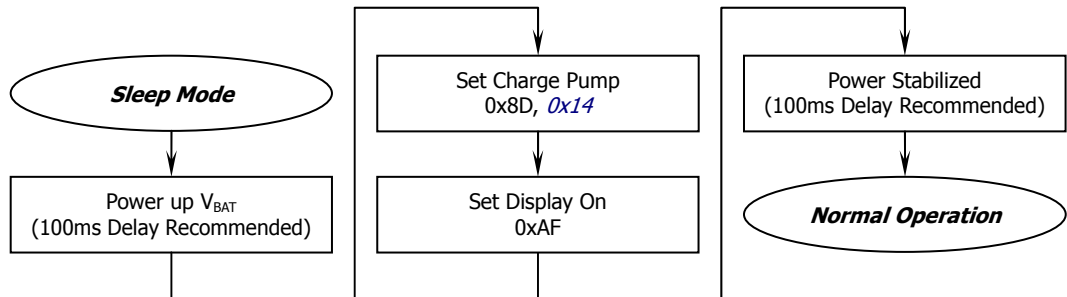 Sleep Mode
Power up VBAT
(100ms Delay Recommended)
Set Charge Pump
0x8D, 0x14
Set Display On
0xAF
Power Stabilized
(100ms Delay Recommended)
Normal Operation